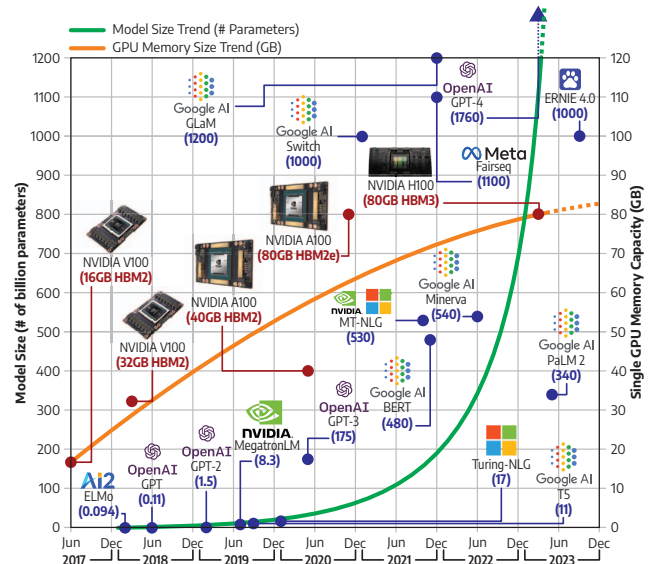 Model Size Trend (# Parameters)
GPU Memory Size Trend (GB)
Model Size (# of billion parameters)
1200
1100
1000
900
800
700
600
500
400
300
200
100
0
Single GPU Memory Capacity (GB)
120
100
80
90
80
70
60
50
40
30
20
10
0
Google AI
GLaM
(1200)
Google AI
Switch
(1000)
OpenAI
GPT-4
(1760)
ERNIE 4.0
(1000)
Meta
Fairseq
(1100)
NVIDIA H100
(80GB HBM3)
NVIDIA A100
(80GB HBM2e)
NVIDIA V100
(16GB HBM2)
NVIDIA A100
(40GB HBM2)
NVIDIA V100
(32GB HBM2)
Google AI
Minerva
(540)
NVIDIA
MT-NLG
(530)
Google AI
PaLM 2
(340)
Google AI
BERT
(480)
OpenAI
GPT-3
(175)
NVIDIA.
MegatronLM
(8.3)
OpenAI
GPT-2
(1.5)
OpenAI
GPT
(0.11)
Ai2
ELMo
(0.094)
Turing-NLG
(17)
Google AI
T5
(11)
Jun Dec Jun Dec Jun Dec Jun Dec Jun Dec Jun Dec Jun Dec
2017 2018 2019 2020 2021 2022 2023